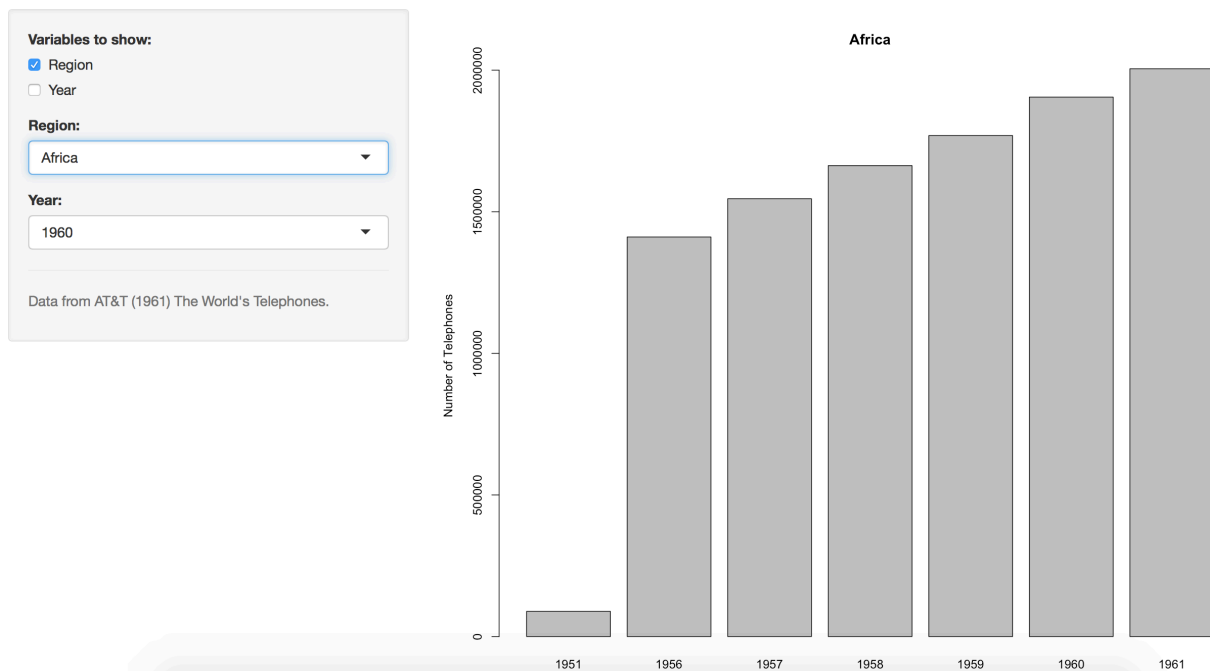 Variables to show:
Region
Year
Region:
Africa
Year:
1960
Data from AT&T (1961) The World's Telephones.
Africa
Number of Telephones
2000000
1500000
1000000
500000
0
1951 1956 1957 1958 1959 1960 1961